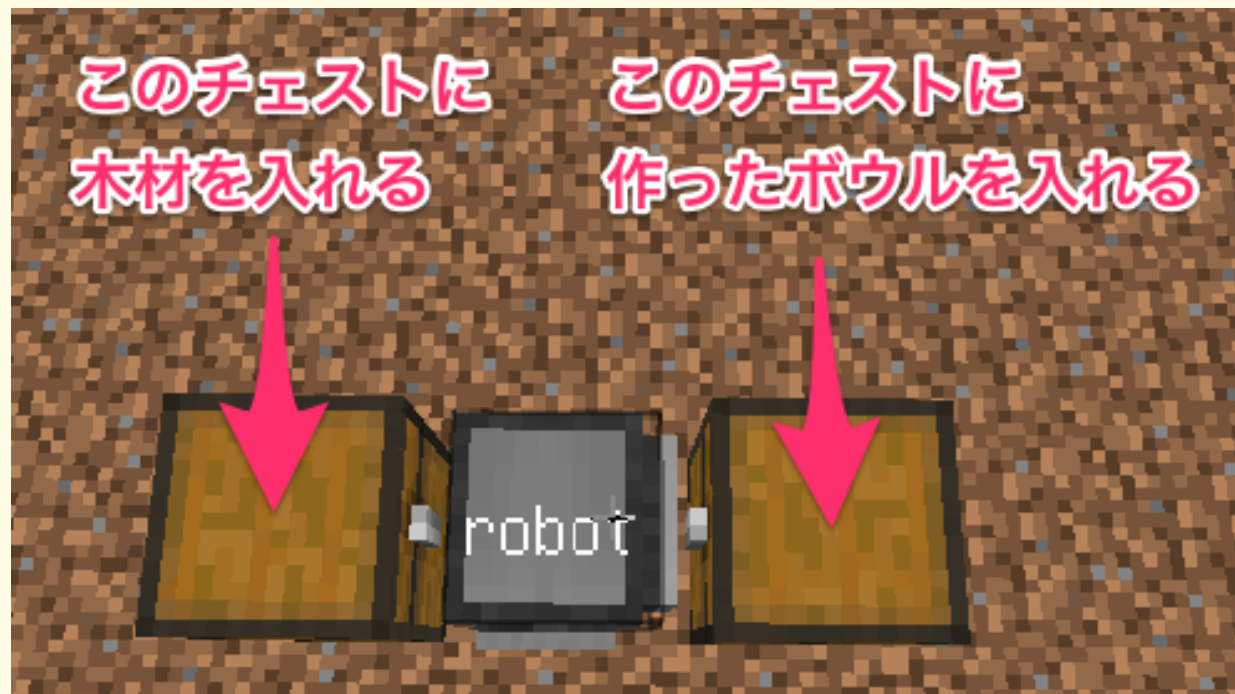 このチェストに
木材を入れる
このチェストに
作ったボウルを入れる
robot